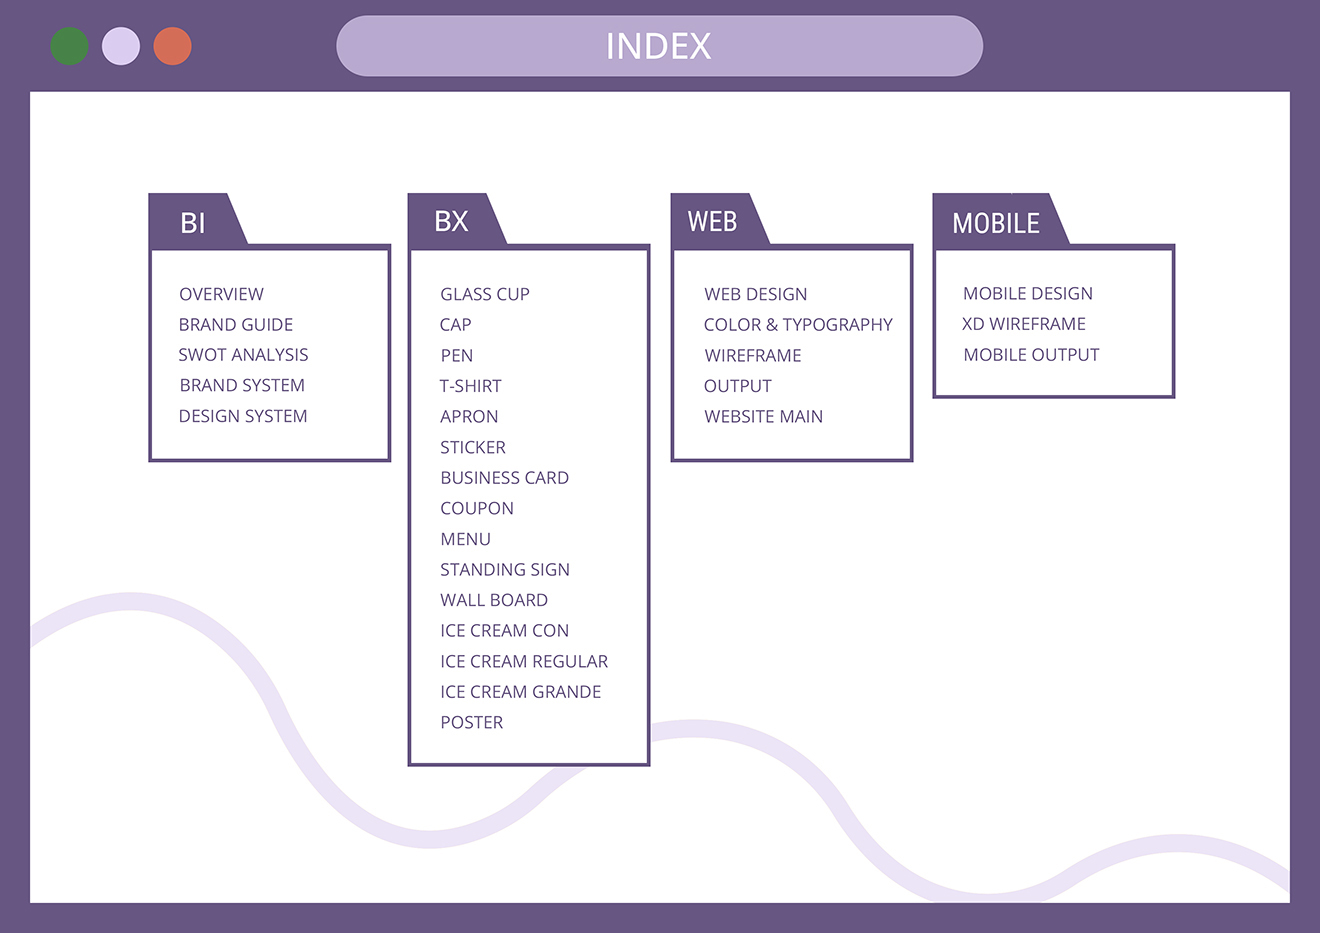 INDEX
BI
OVERVIEW
BRAND GUIDE
SWOT ANALYSIS
BRAND SYSTEM
DESIGN SYSTEM
BX
GLASS CUP
CAP
PEN
T-SHIRT
APRON
STICKER
BUSINESS CARD
COUPON
MENU
STANDING SIGN
WALL BOARD
ICE CREAM CON
ICE CREAM REGULAR
ICE CREAM GRANDE
POSTER
WEB
WEB DESIGN
COLOR & TYPOGRAPHY
WIREFRAME
OUTPUT
WEBSITE MAIN
MOBILE
MOBILE DESIGN
XD WIREFRAME
MOBILE OUTPUT